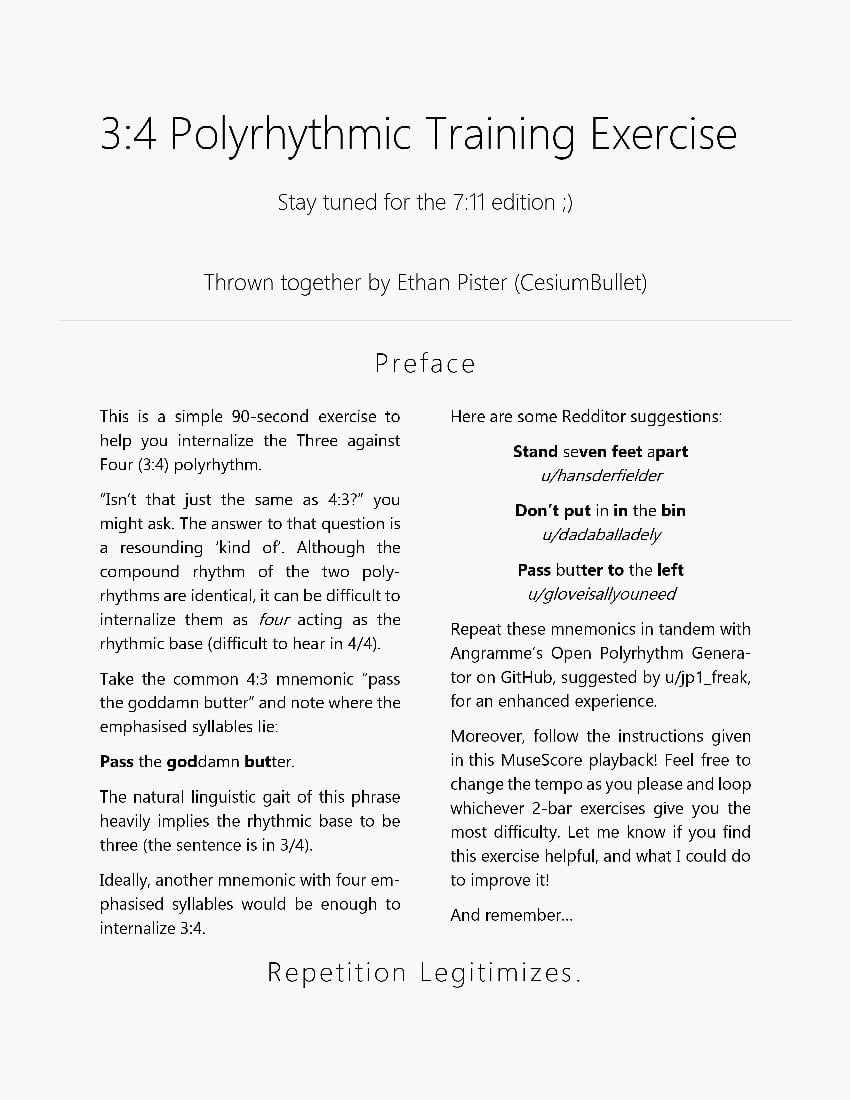 3:4 Polyrhythmic Training Exercise
Stay tuned for the 7:11 edition ;)
Thrown together by Ethan Pister (CesiumBullet)
Preface
This is a simple 90-second exercise to
help you internalize the Three against
Four (3:4) polyrhythm.
“Isn’t that just the same as 4:3?” you
might ask. The answer to that question is
a resounding ‘kind of’. Although the
compound rhythm of the two poly-
rhythms are identical, it can be difficult to
internalize them as four acting as the
rhythmic base (difficult to hear in 4/4).
Take the common 4:3 mnemonic “pass
the goddamn butter” and note where the
emphasised syllables lie:
Pass the goddamn butter.
The natural linguistic gait of this phrase
heavily implies the rhythmic base to be
three (the sentence is in 3/4).
Ideally, another mnemonic with four em-
phasised syllables would be enough to
internalize 3:4.
Here are some Redditor suggestions:
Stand seven feet apart
u/hansderfielder
Don’t put in in the bin
u/dadaballadely
Pass butter to the left
u/gloveisallyouneed
Repeat these mnemonics in tandem with
Angramme’s Open Polyrhythm Genera-
tor on GitHub, suggested by u/jp1_freak,
for an enhanced experience.
Moreover, follow the instructions given
in this MuseScore playback! Feel free to
change the tempo as you please and loop
whichever 2-bar exercises give you the
most difficulty. Let me know if you find
this exercise helpful, and what I could do
to improve it!
And remember...
Repetition Legitimizes.